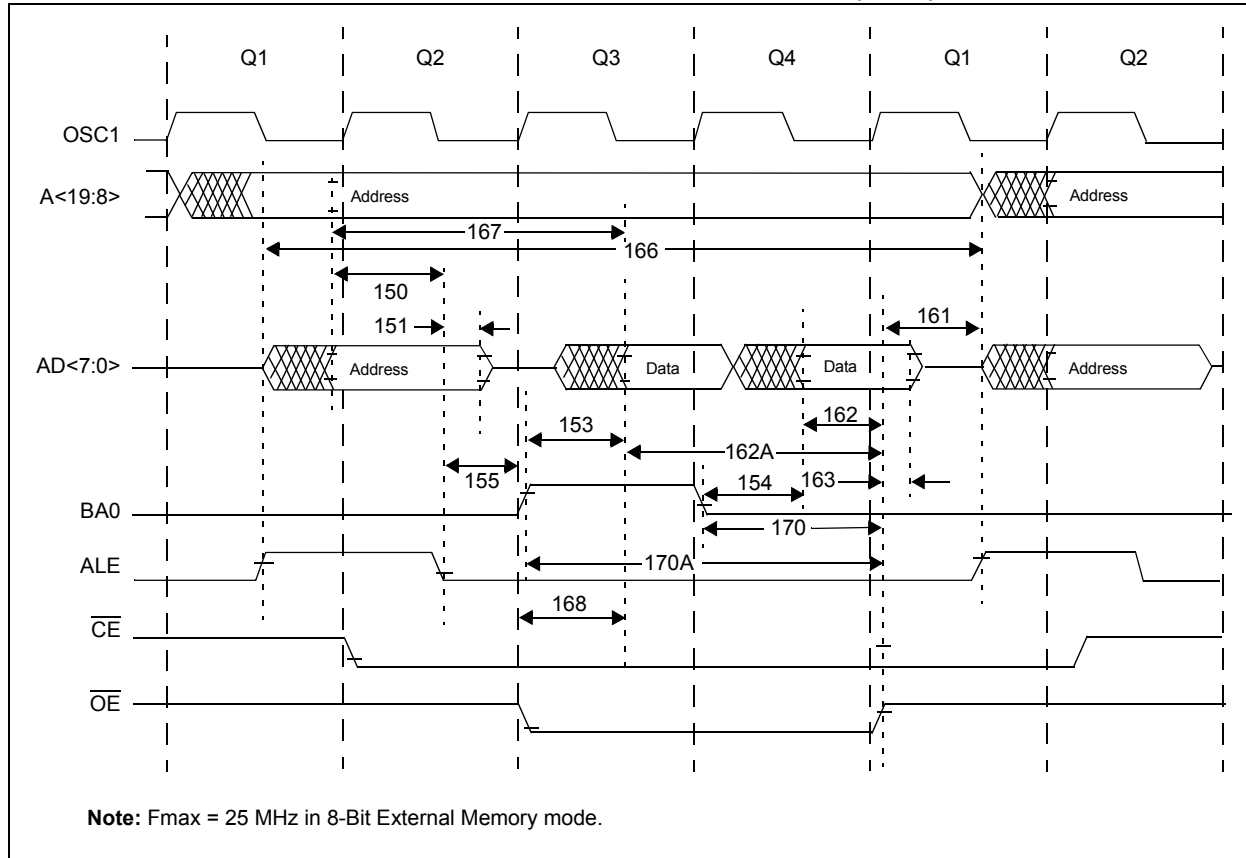 Q1 Q2 Q3 Q4 Q1 Q2
OSC1
A<19:8>
Address Address
167
166
150
151 161
AD<7:0>
Address Data Data Address
162
153
162A
155 154 163
BA0
170
ALE
170A
168
CE
OE
Note: Fmax = 25 MHz in 8-Bit External Memory mode.